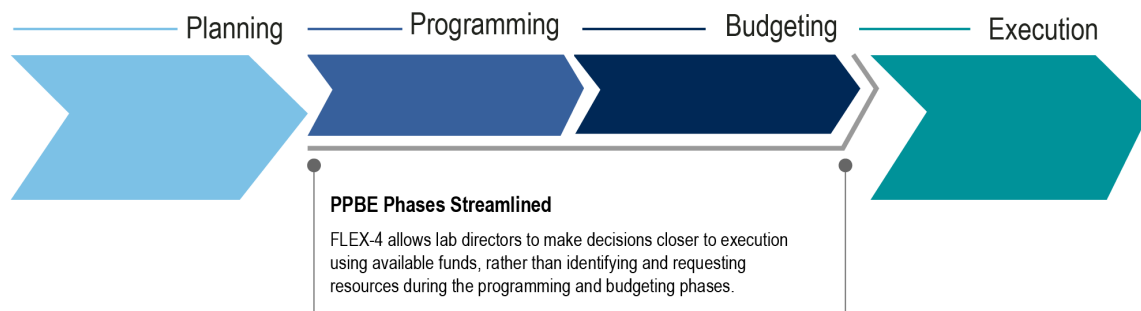 Planning
Programming
Budgeting
Execution
PPBE Phases Streamlined
FLEX-4 allows lab directors to make decisions closer to execution
using available funds, rather than identifying and requesting
resources during the programming and budgeting phases.